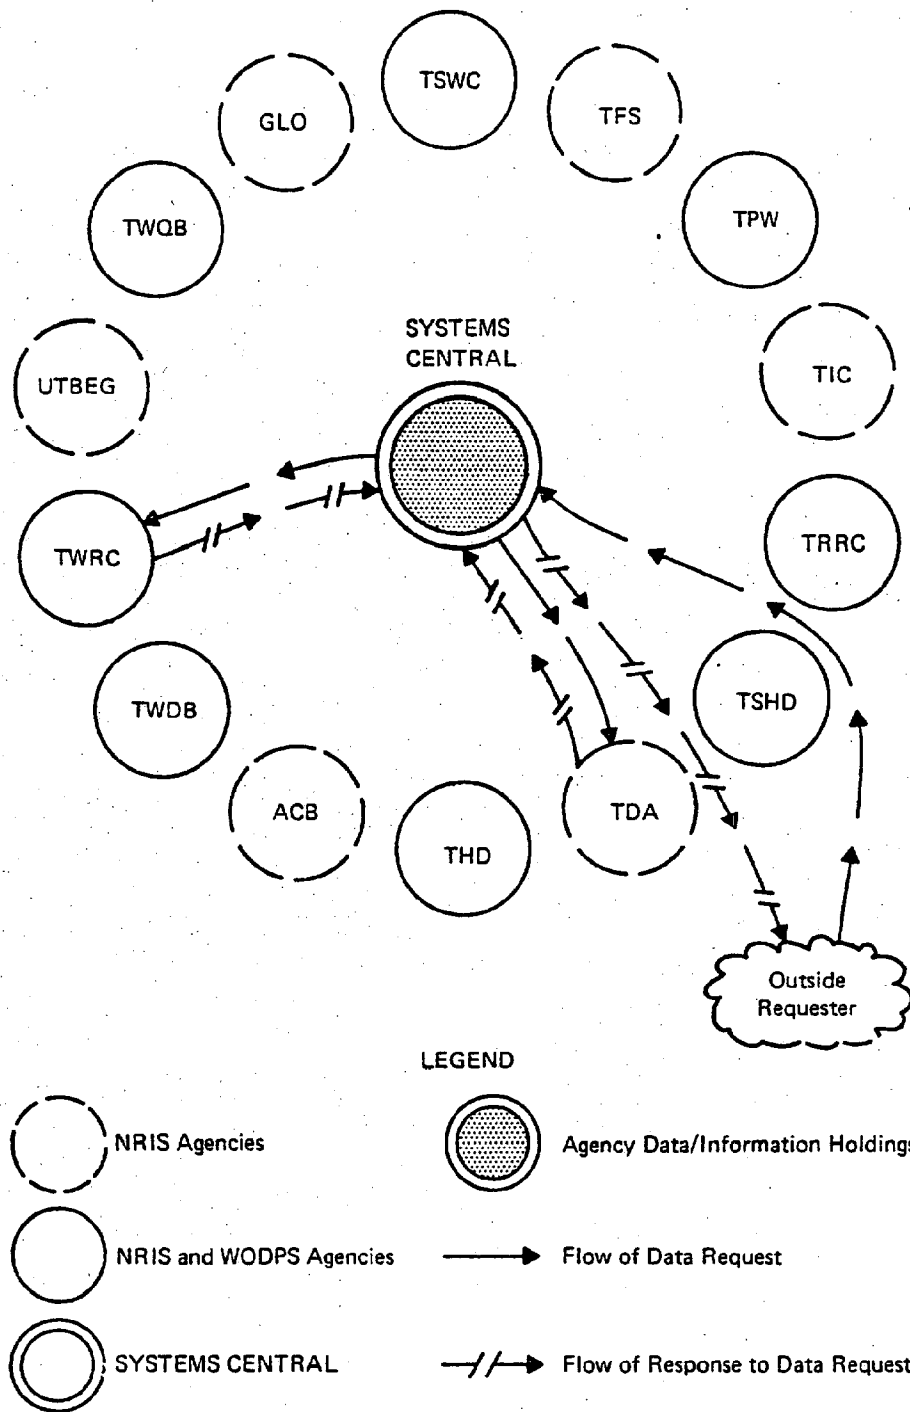 TSWC
GLO
TFS
TWQB
TPW
SYSTEMS
CENTRAL
UTBEG
TIC
TWRC
TRRC
TWDB
TSHD
ACB
THD
TDA
Outside
Requester
LEGEND
NRIS Agencies
Agency Data/Information Holdings
NRIS and WODPS Agencies
Flow of Data Request
SYSTEMS CENTRAL
Flow of Response to Data Request